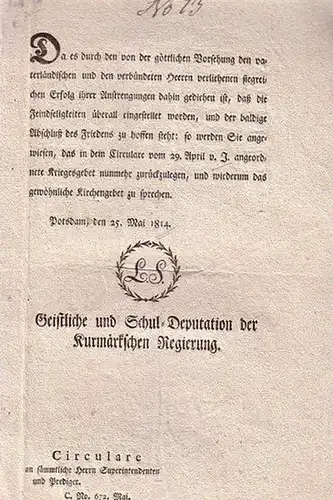 No 13
Da es durch den von der göttlichen Vorsehung den va-
terländischen und den verbündeten Heeren verliehenen siegrei-
chen Erfolg ihrer Anstrengungen dahin gediehen ist, daß die
Feindseligkeiten überall eingestellet worden, und der baldige
Abschluß des Friedens zu hoffen steht: so werden Sie ange-
wiesen, das in dem Circulare vom 29. April v. J. angeord-
nete Kriegesgebet nunmehr zurückzulegen, und wiederum das
gewöhnliche Kirchengebet zu sprechen.
Potsdam, den 25. Mai 1814.
L.S.
Geistliche und Schul-Deputation der
Kurmärkschen Regierung.
Circulare
an sämmtliche Herrn Superintendenten
und Prediger.
C. No. 672. Mai.